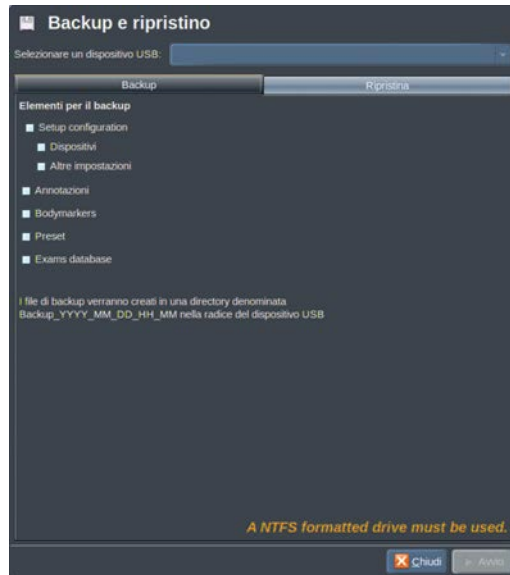 Backup e ripristino
Selezionare un dispositivo USB:
Backup
Ripristina
Elementi per il backup
Setup configuration
Dispositivi
Altre impostazioni
Annotazioni
Bodymarkers
Preset
Exams database
I file di backup verranno creati in una directory denominata
Backup_YYYY_MM_DD_HH_MM nella radice del dispositivo USB
A NTFS formatted drive must be used.
Chiudi
Avvio